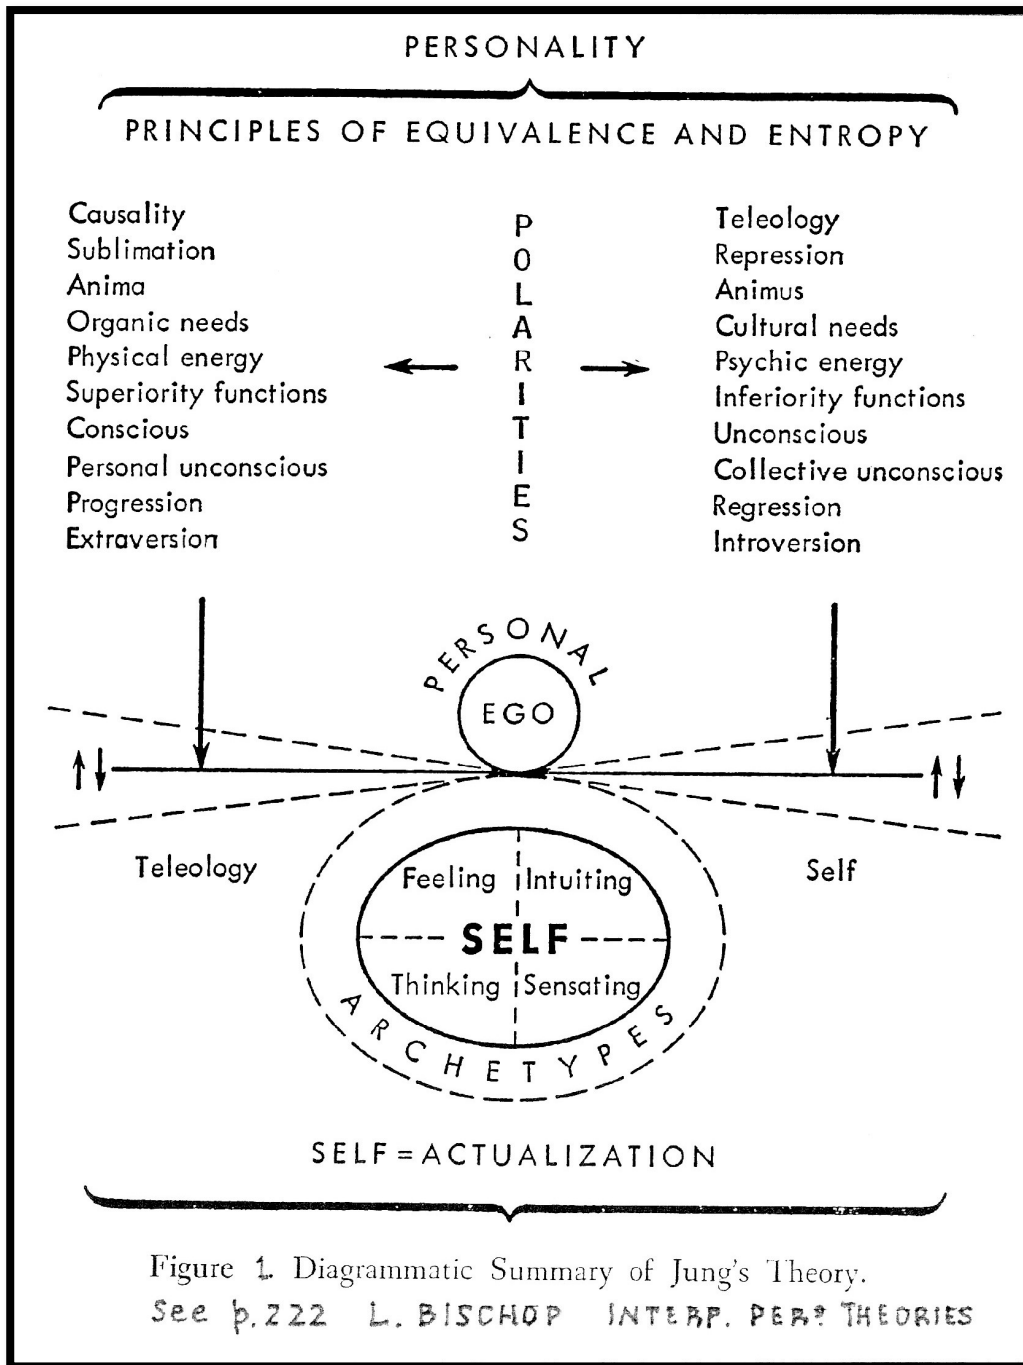 PERSONALITY
PRINCIPLES OF EQUIVALENCE AND ENTROPY
Causality
Sublimation
Anima
Organic needs
Physical energy
Superiority functions
Conscious
Personal unconscious
Progression
Extraversion
POLARITIES
Teleology
Repression
Animus
Cultural needs
Psychic energy
Inferiority functions
Unconscious
Collective unconscious
Regression
Introversion
PERSONAL
EGO
Teleology
Self
Feeling Intuiting
SELF
Thinking Sensating
ARCHETYPES
SELF=ACTUALIZATION
Figure 1. Diagrammatic Summary of Jung's Theory.
See p.222 L. BISCHOP INTERP. PERS THEORIES